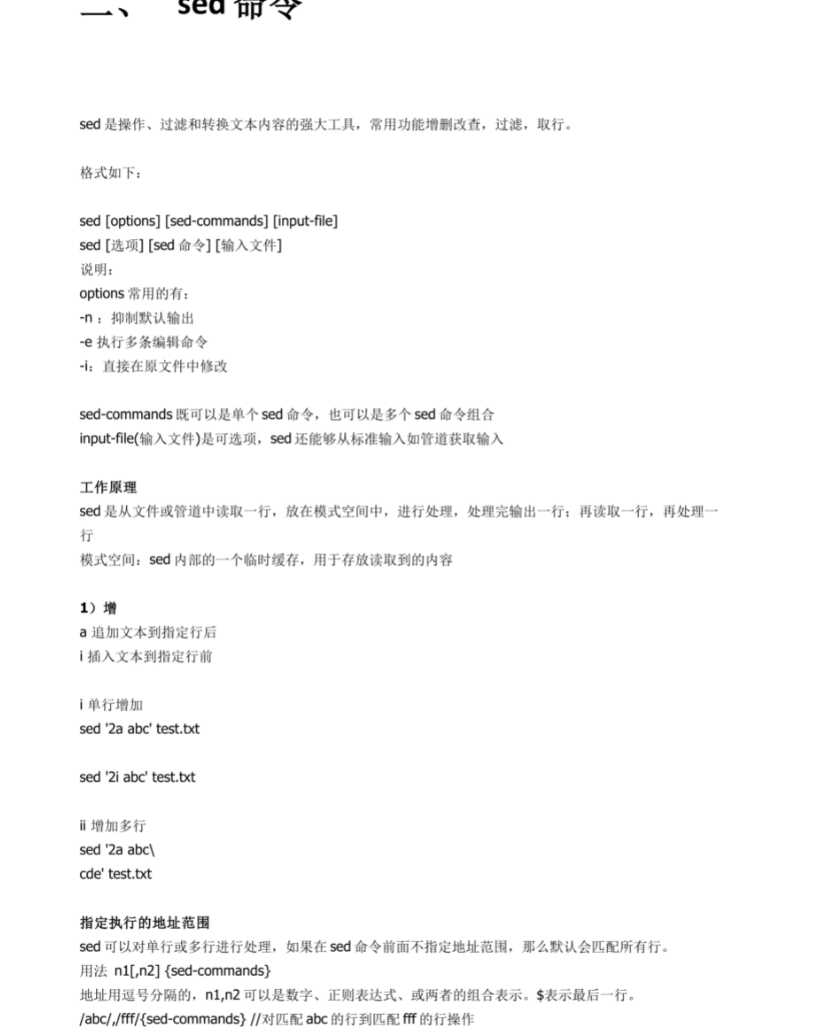 二、 sed 命令
sed 是操作、过滤和转换文本内容的强大工具，常用功能增删改查，过滤，取行。
格式如下：
sed [options] [sed-commands] [input-file]
sed [选项] [sed 命令] [输入文件]
说明：
options 常用的有：
-n ：抑制默认输出
-e 执行多条编辑命令
-i：直接在原文件中修改
sed-commands 既可以是单个 sed 命令，也可以是多个 sed 命令组合
input-file(输入文件)是可选项，sed 还能够从标准输入如管道获取输入
工作原理
sed 是从文件或管道中读取一行，放在模式空间中，进行处理，处理完输出一行；再读取一行，再处理一
行
模式空间：sed 内部的一个临时缓存，用于存放读取到的内容
1）增
a 追加文本到指定行后
i 插入文本到指定行前
i 单行增加
sed '2a abc' test.txt
sed '2i abc' test.txt
ii 增加多行
sed '2a abc\
cde' test.txt
指定执行的地址范围
sed 可以对单行或多行进行处理，如果在 sed 命令前面不指定地址范围，那么默认会匹配所有行。
用法 n1[,n2] {sed-commands}
地址用逗号分隔的，n1,n2 可以是数字、正则表达式、或两者的组合表示。$表示最后一行。
/abc/,/fff/{sed-commands} //对匹配 abc 的行到匹配 fff 的行操作